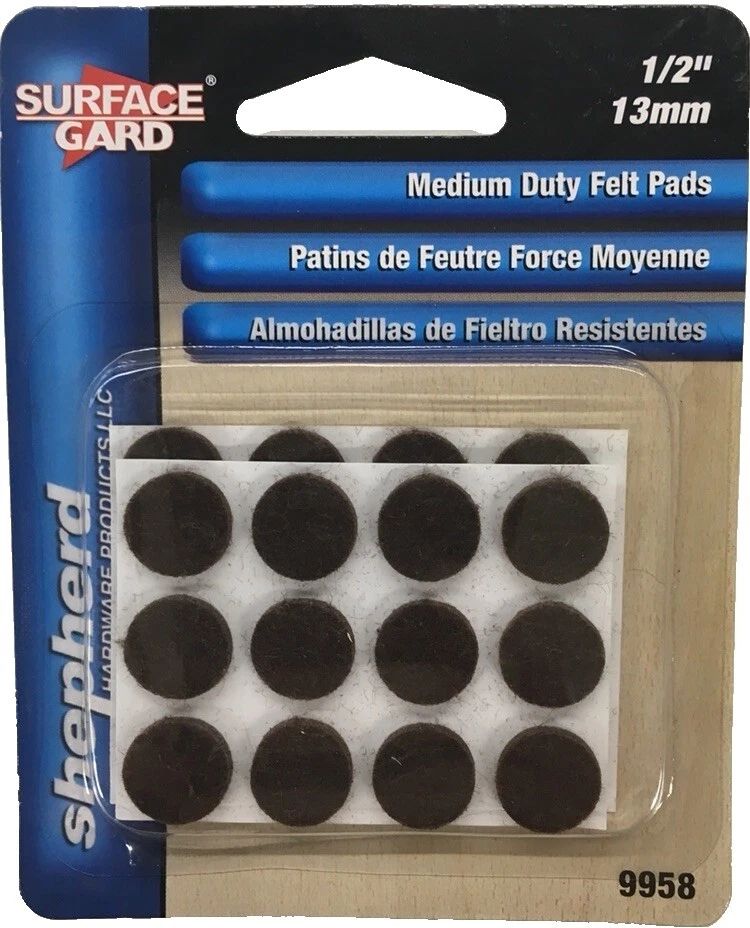 SURFACE®
GARD
1/2"
13mm
Medium Duty Felt Pads
Patins de Feutre Force Moyenne
Almohadillas de Fieltro Resistentes
shepherd
HARDWARE PRODUCTS LLC
9958